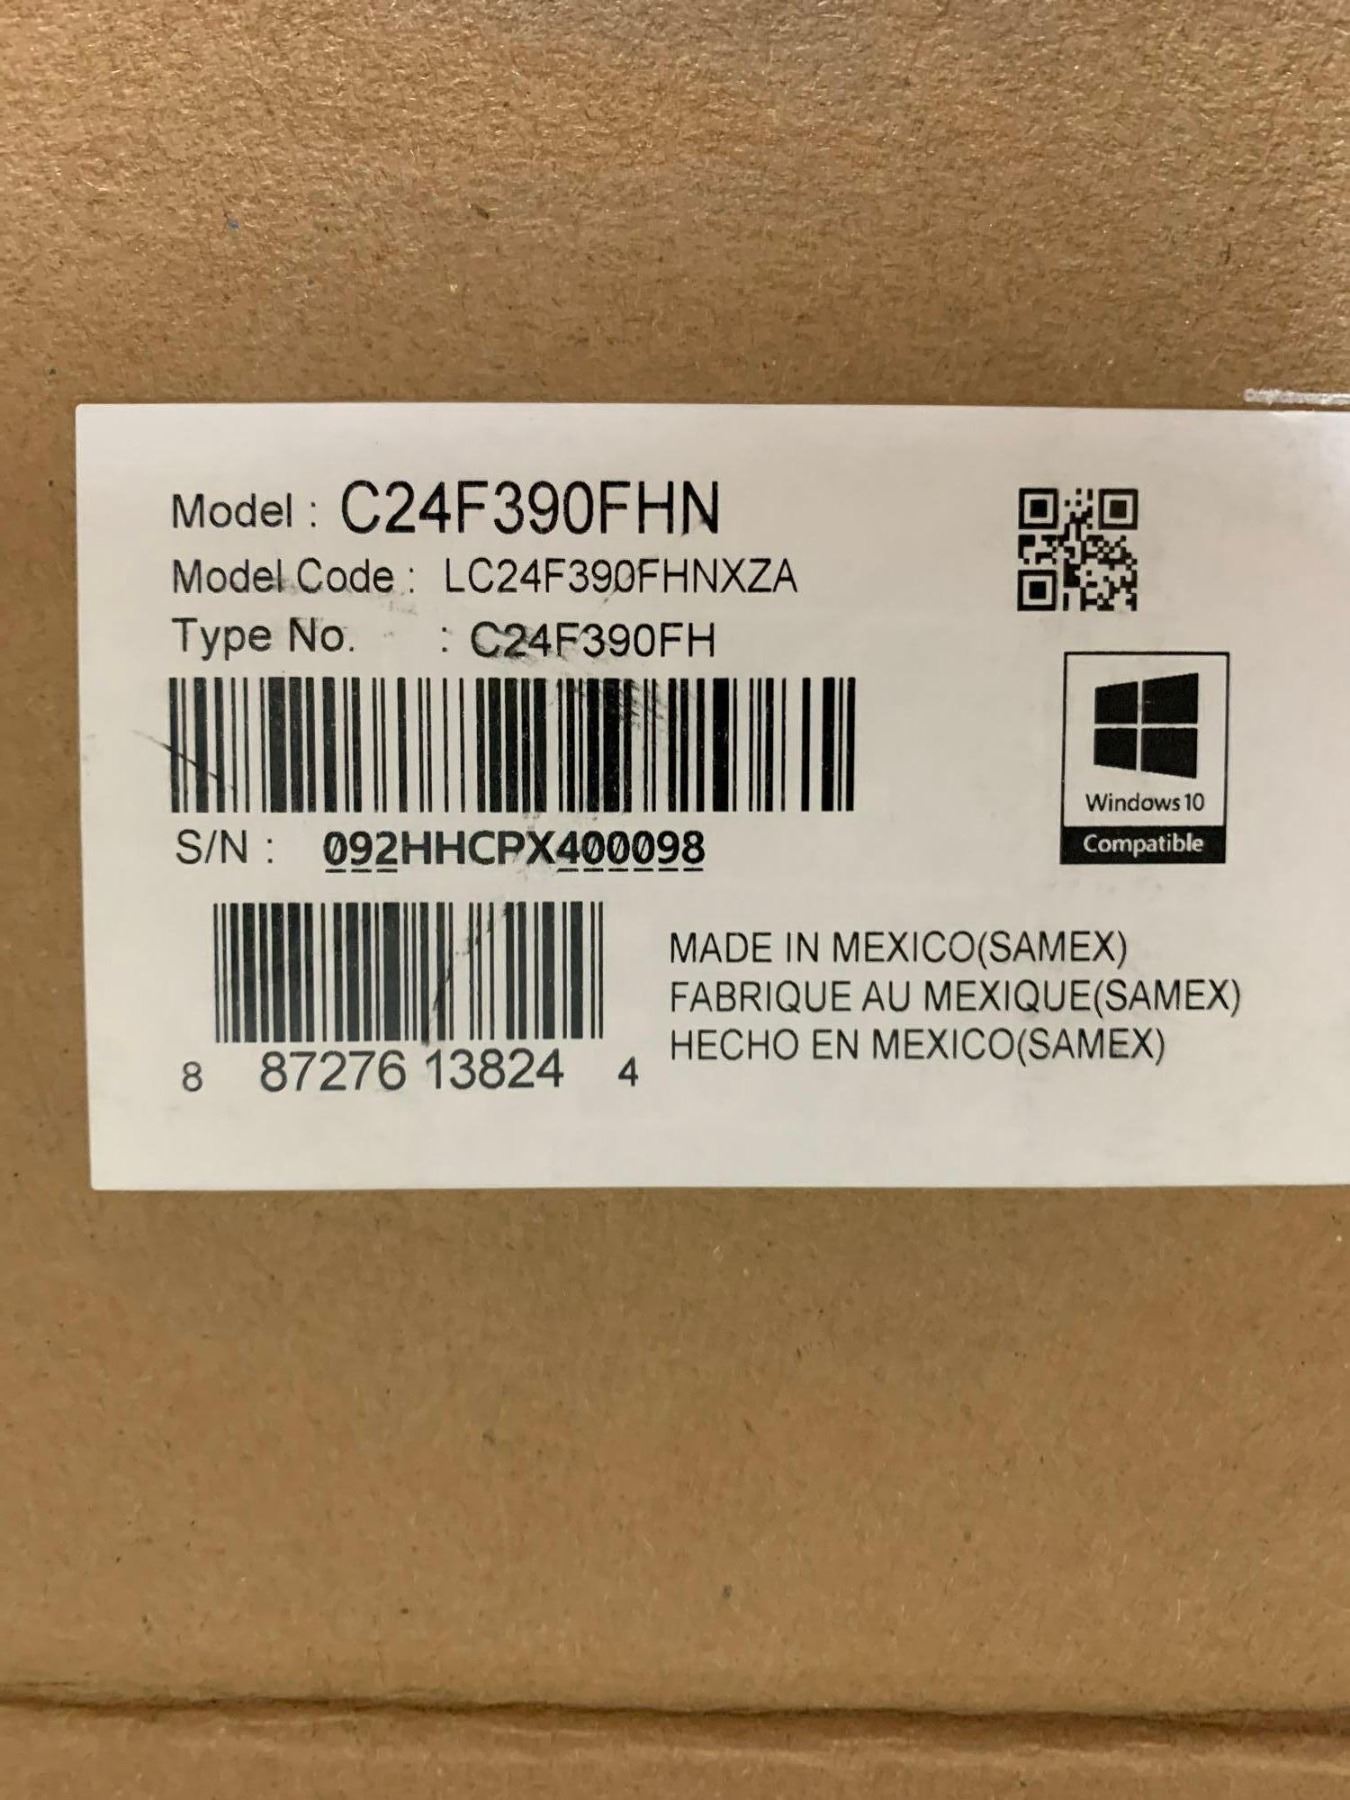 Model : C24F390FHN
Model Code : LC24F390FHNXZA
Type No. : C24F390FH
S/N : 092HHCPX400098
8 87276 13824 4
Windows 10
Compatible
MADE IN MEXICO(SAMEX)
FABRIQUE AU MEXIQUE(SAMEX)
HECHO EN MEXICO(SAMEX)